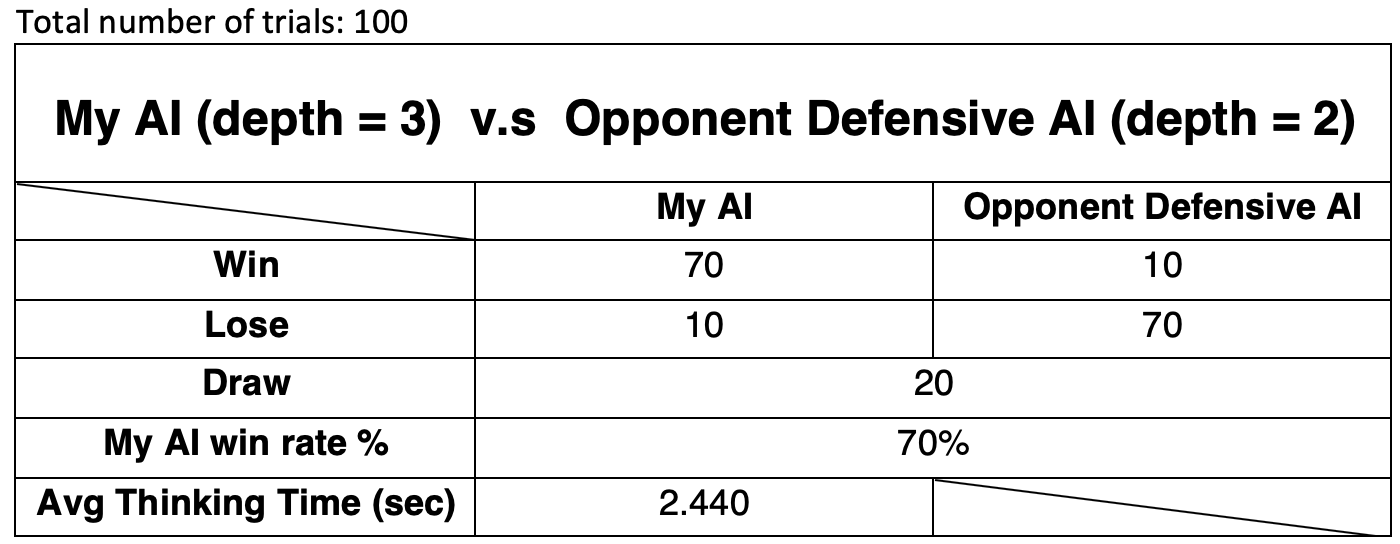 Total number of trials: 100
My AI (depth = 3) v.s Opponent Defensive AI (depth = 2)
My AI Opponent Defensive AI
Win 70 10
Lose 10 70
Draw 20
My AI win rate % 70%
Avg Thinking Time (sec) 2.440